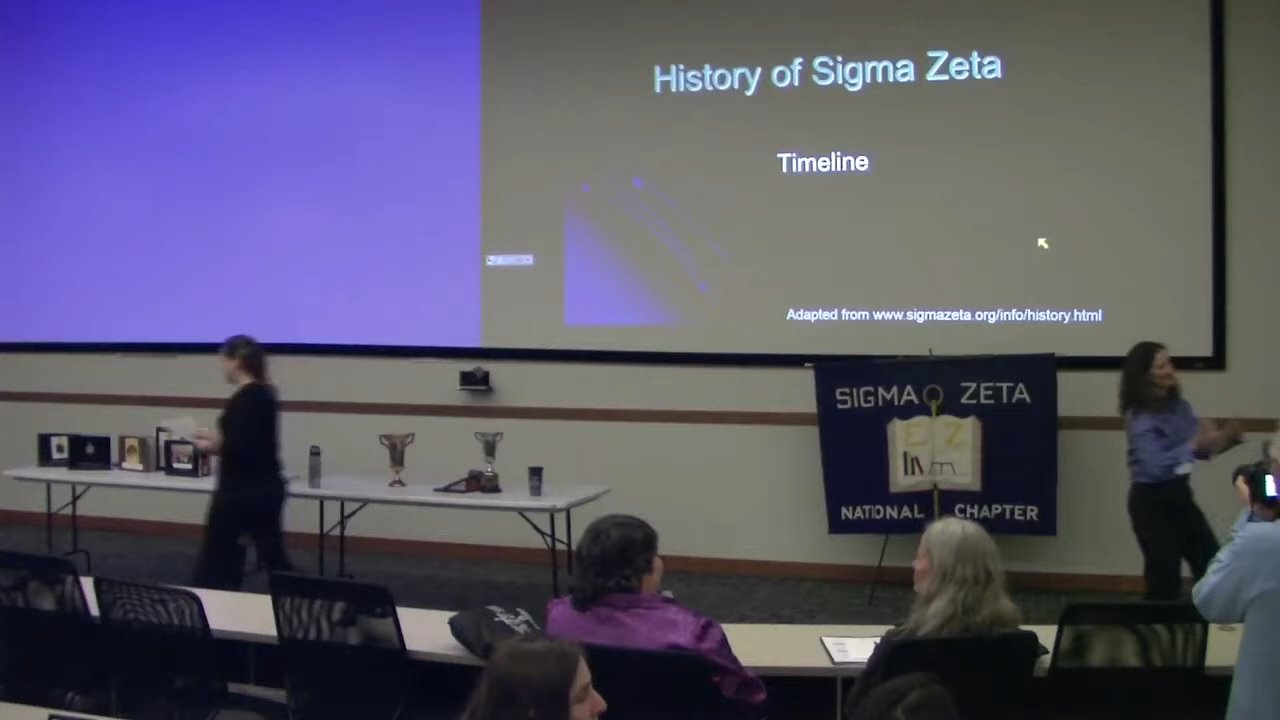 History of Sigma Zeta
Timeline
Adapted from www.sigmazeta.org/info/history.html
SIGMA ZETA
Σ Z
NATIONAL CHAPTER